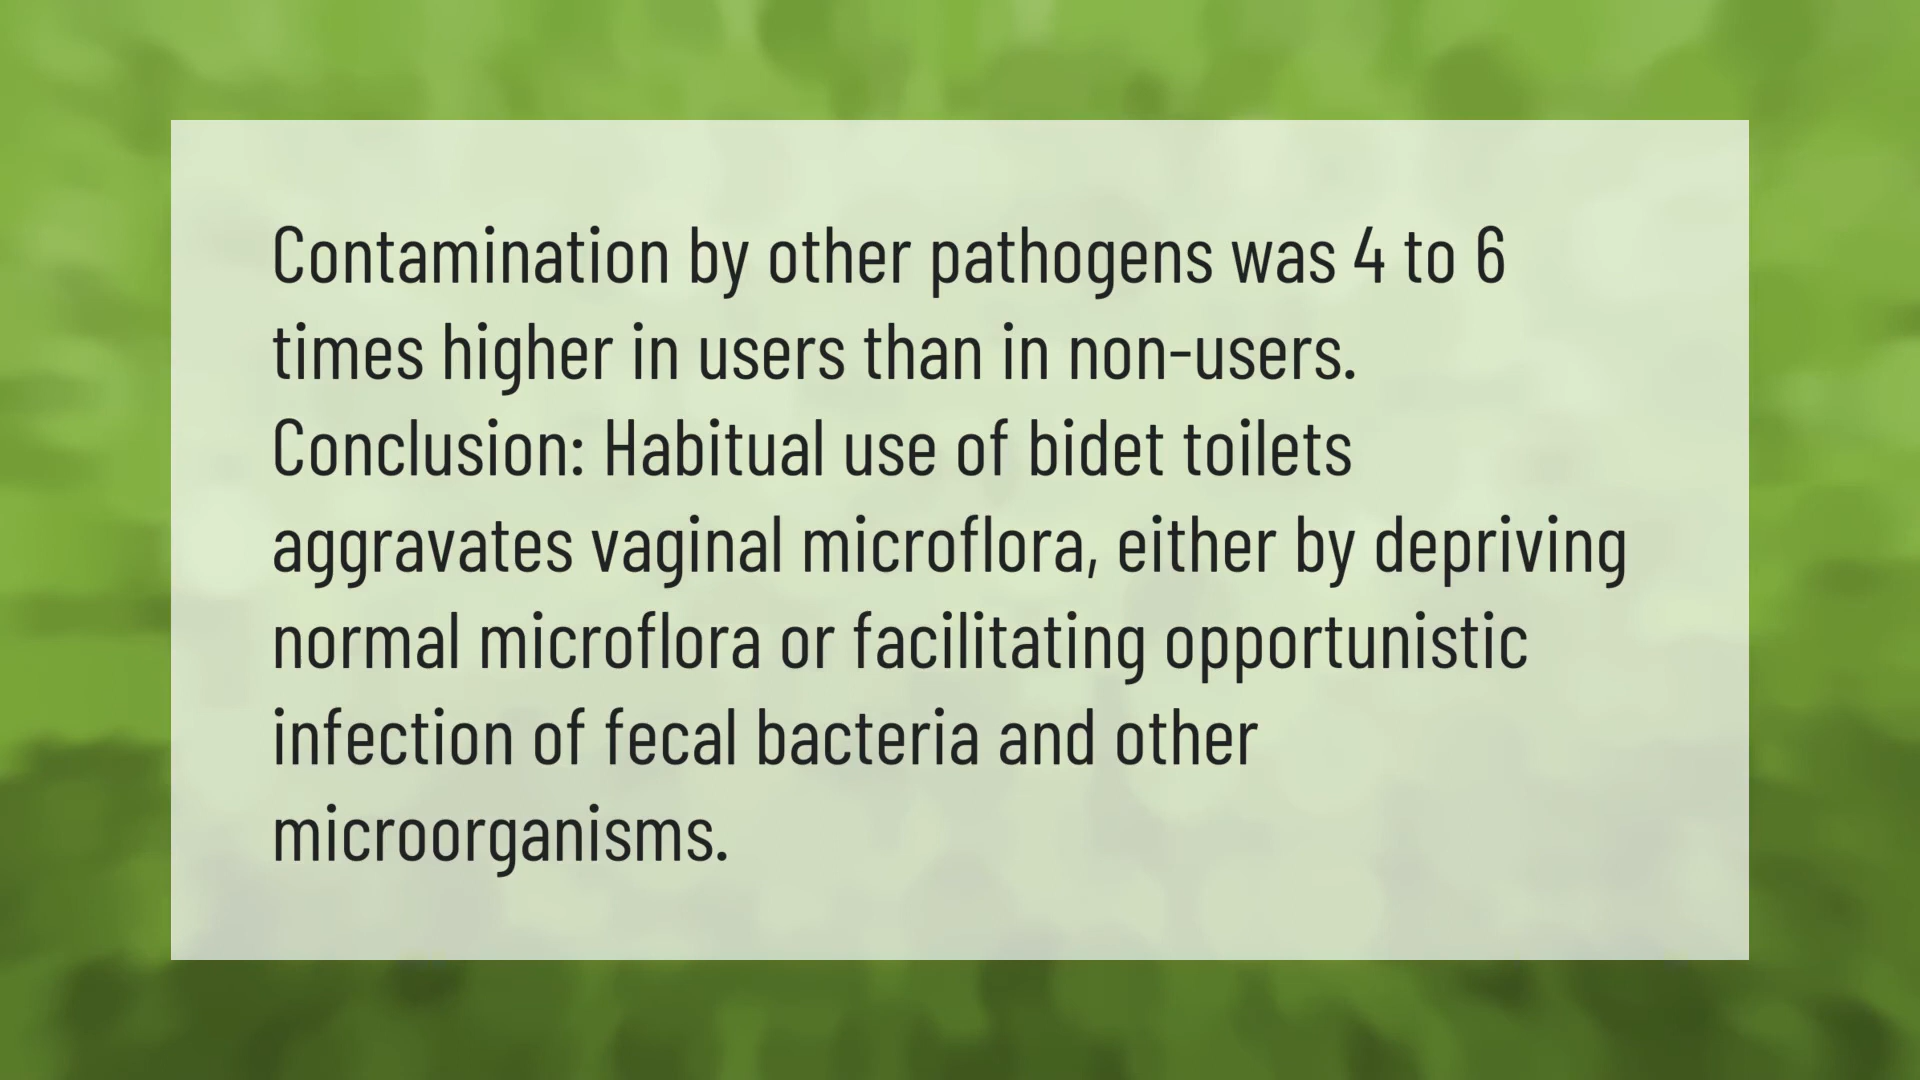 Contamination by other pathogens was 4 to 6
times higher in users than in non-users.
Conclusion: Habitual use of bidet toilets
aggravates vaginal microflora, either by depriving
normal microflora or facilitating opportunistic
infection of fecal bacteria and other
microorganisms.